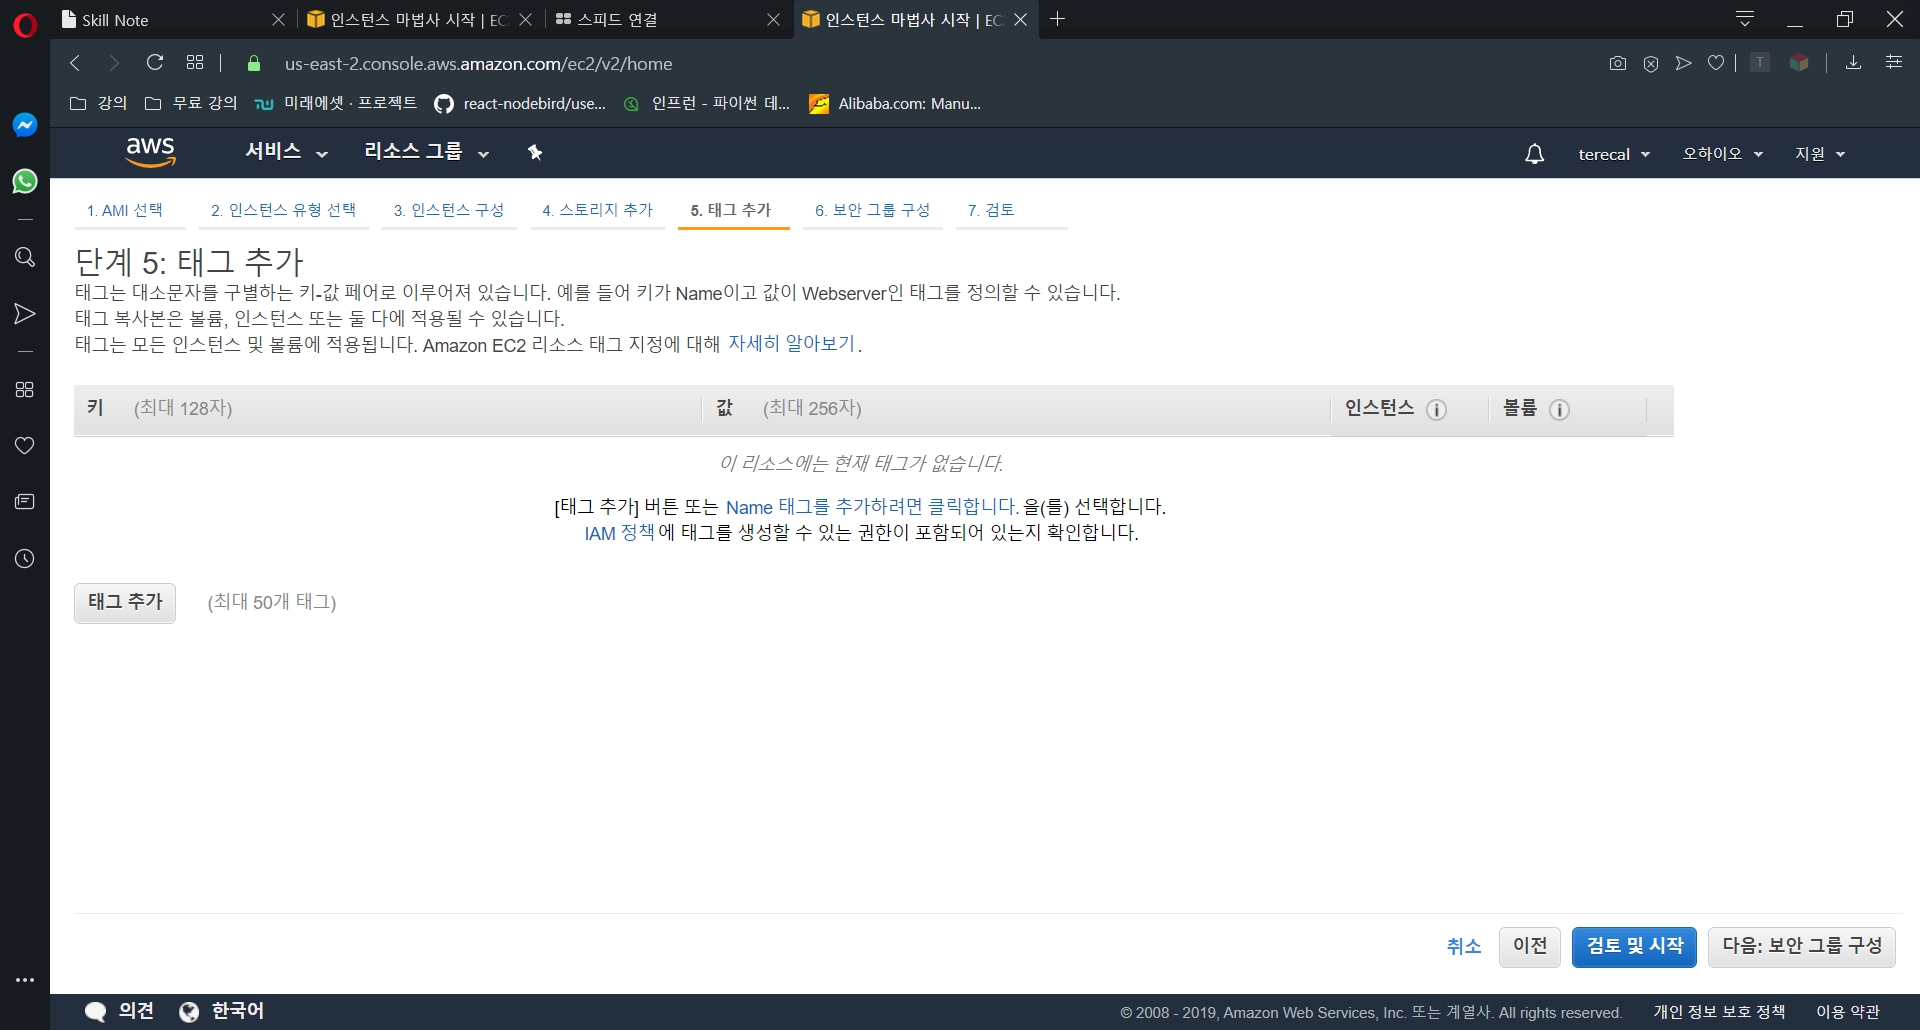 Skill Note
인스턴스 마법사 시작 | EC
스피드 연결
인스턴스 마법사 시작 | EC
us-east-2.console.aws.amazon.com/ec2/v2/home
강의
무료 강의
미래에셋 · 프로젝트
react-nodebird/use...
인프런 - 파이썬 데...
Alibaba.com: Manu...
aws
서비스
리소스 그룹
terecal
오하이오
지원
1. AMI 선택
2. 인스턴스 유형 선택
3. 인스턴스 구성
4. 스토리지 추가
5. 태그 추가
6. 보안 그룹 구성
7. 검토
단계 5: 태그 추가
태그는 대소문자를 구별하는 키-값 페어로 이루어져 있습니다. 예를 들어 키가 Name이고 값이 Webserver인 태그를 정의할 수 있습니다.
태그 복사본은 볼륨, 인스턴스 또는 둘 다에 적용될 수 있습니다.
태그는 모든 인스턴스 및 볼륨에 적용됩니다. Amazon EC2 리소스 태그 지정에 대해 자세히 알아보기.
키 (최대 128자)
값 (최대 256자)
인스턴스
볼륨
이 리소스에는 현재 태그가 없습니다.
[태그 추가] 버튼 또는 Name 태그를 추가하려면 클릭합니다. 을(를) 선택합니다.
IAM 정책에 태그를 생성할 수 있는 권한이 포함되어 있는지 확인합니다.
태그 추가
(최대 50개 태그)
취소
이전
검토 및 시작
다음: 보안 그룹 구성
의견
한국어
© 2008 - 2019, Amazon Web Services, Inc. 또는 계열사. All rights reserved.
개인 정보 보호 정책
이용 약관